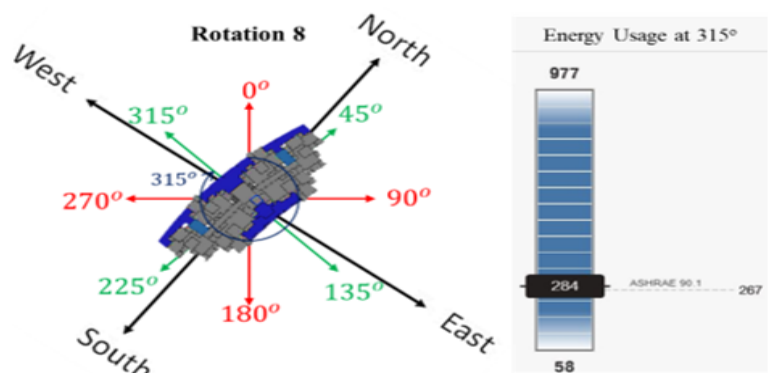 Rotation 8
North
West
0°
315°
45°
315°
270°
90°
225°
135°
180°
South
East
Energy Usage at 315°
977
284
ASHRAE 90.1
267
58